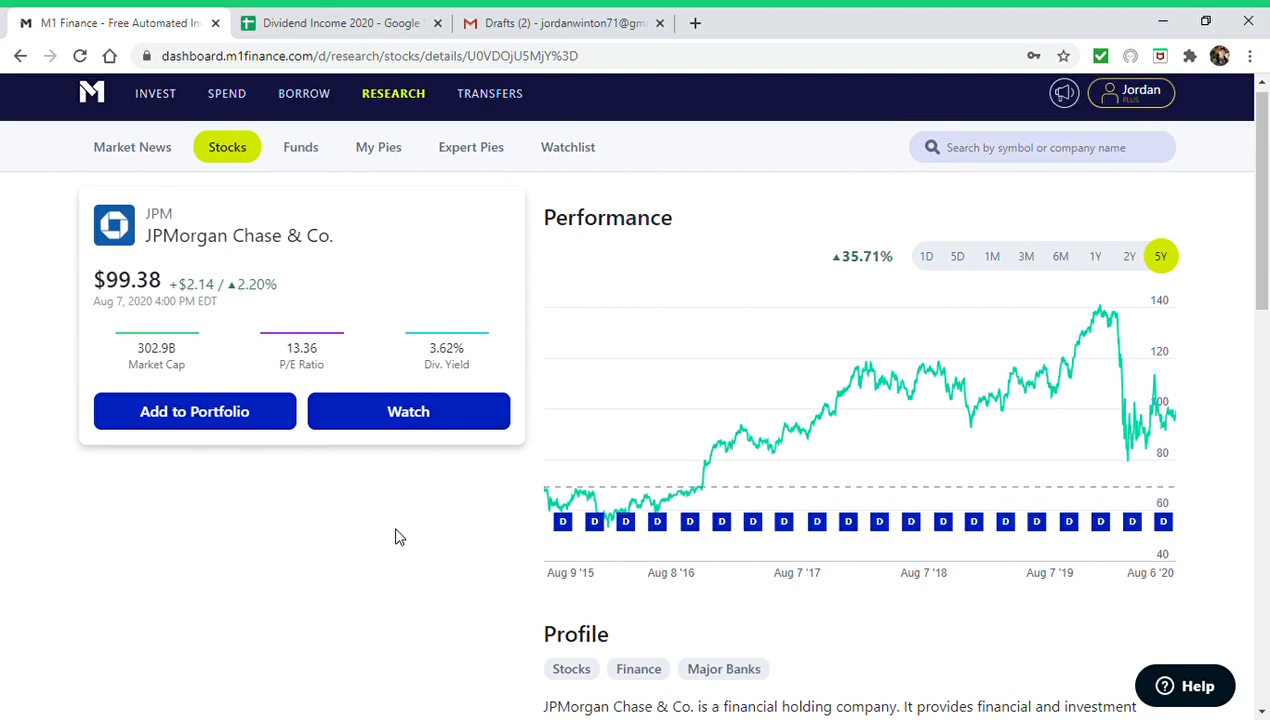 M1 Finance - Free Automated In
Dividend Income 2020 - Google
Drafts (2) - jordanwinton71@gm
dashboard.m1finance.com/d/research/stocks/details/U0VDOjU5MjY%3D
INVEST
SPEND
BORROW
RESEARCH
TRANSFERS
Jordan
PLUS
Market News
Stocks
Funds
My Pies
Expert Pies
Watchlist
Search by symbol or company name
JPM
JPMorgan Chase & Co.
$99.38 +$2.14 / ▲2.20%
Aug 7, 2020 4:00 PM EDT
302.9B
Market Cap
13.36
P/E Ratio
3.62%
Div. Yield
Add to Portfolio
Watch
Performance
▲35.71%
1D 5D 1M 3M 6M 1Y 2Y 5Y
140
120
100
80
60
D D D D D D D D D D D D D D D D D D D D
40
Aug 9 '15 Aug 8 '16 Aug 7 '17 Aug 7 '18 Aug 7 '19 Aug 6 '20
Profile
Stocks
Finance
Major Banks
JPMorgan Chase & Co. is a financial holding company. It provides financial and investment
Help